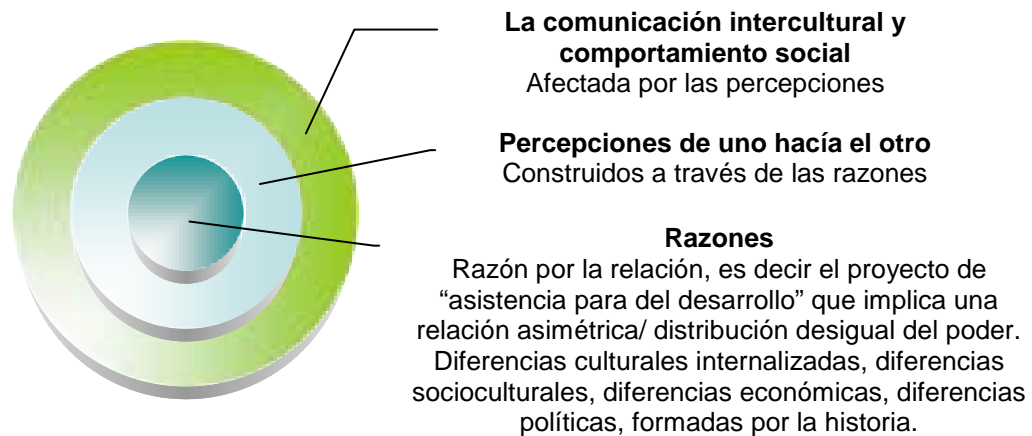 La comunicación intercultural y
comportamiento social
Afectada por las percepciones
Percepciones de uno hacía el otro
Construidos a través de las razones
Razones
Razón por la relación, es decir el proyecto de
“asistencia para del desarrollo” que implica una
relación asimétrica/ distribución desigual del poder.
Diferencias culturales internalizadas, diferencias
socioculturales, diferencias económicas, diferencias
políticas, formadas por la historia.